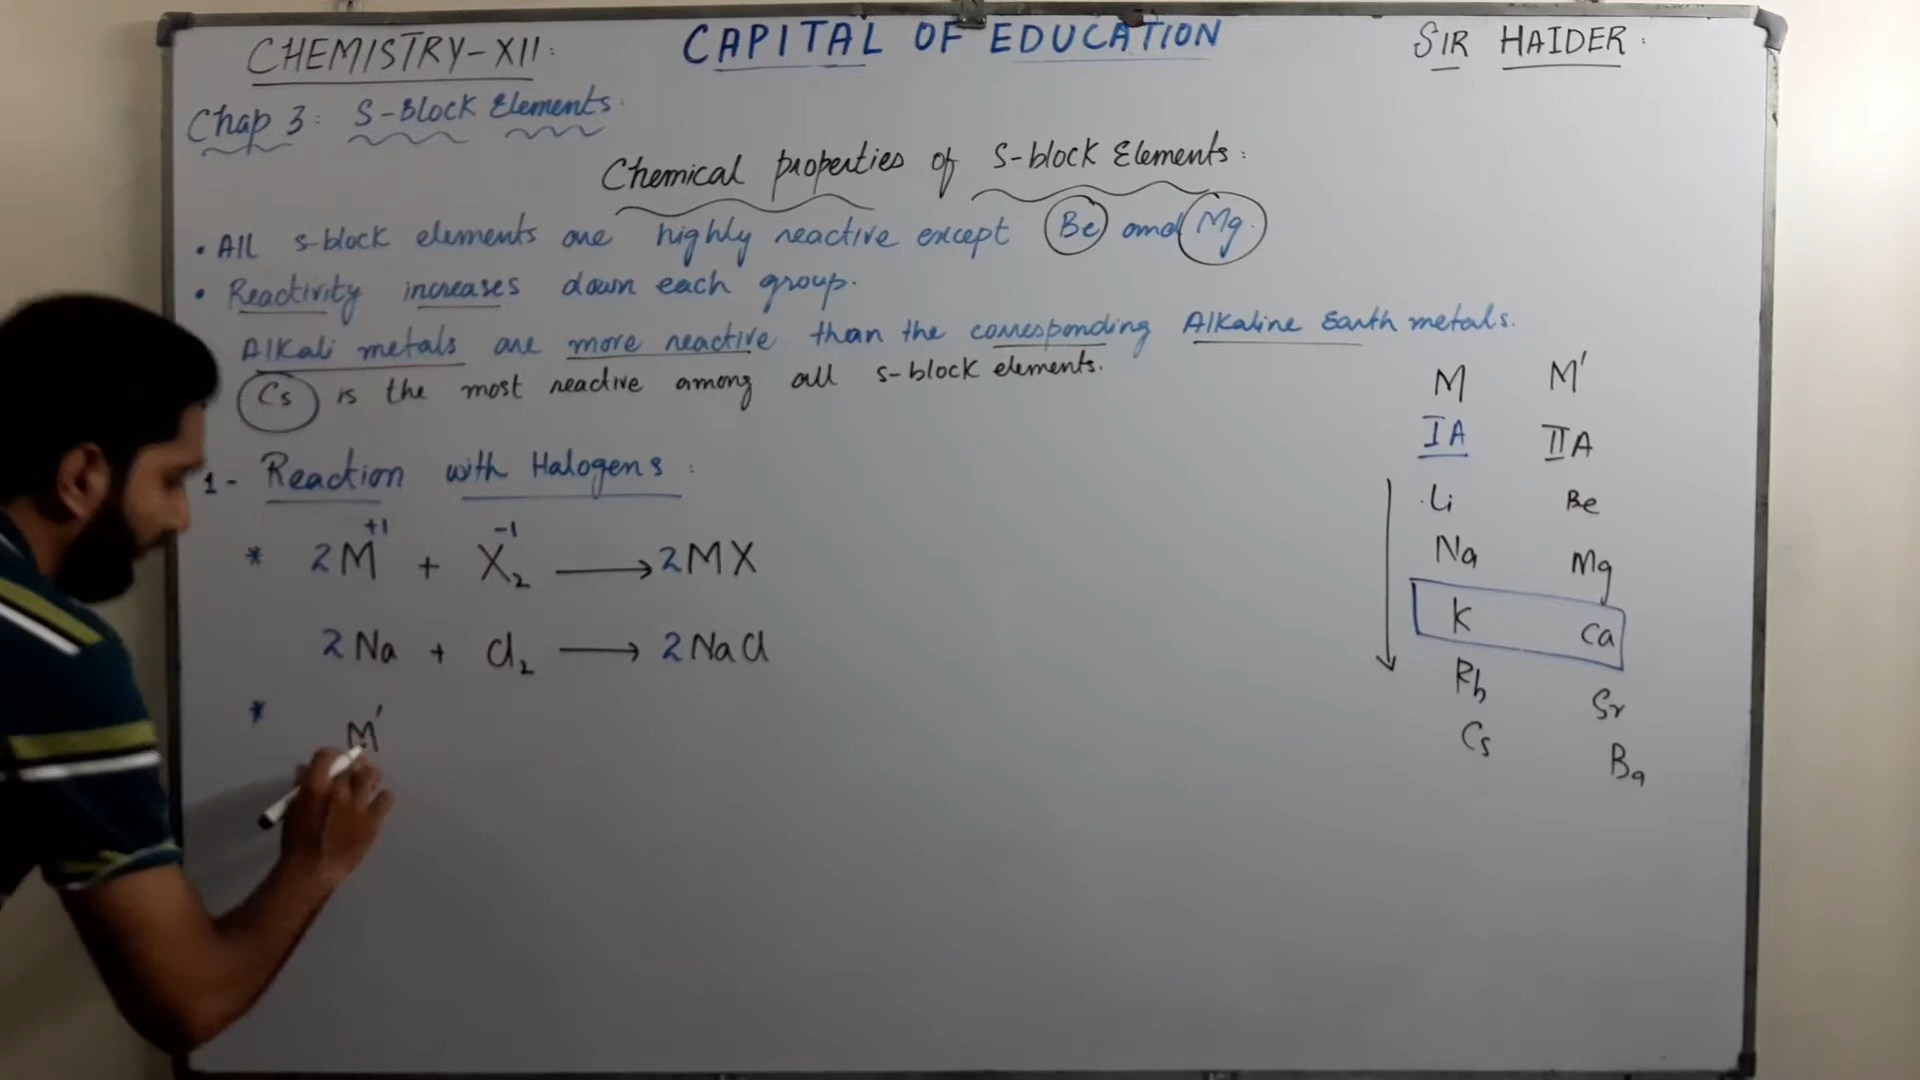 CHEMISTRY-XII: CAPITAL OF EDUCATION SIR HAIDER:
Chap 3: S-Block Elements:
Chemical properties of S-block Elements:
• All s-block elements are highly reactive except Be and Mg.
• Reactivity increases down each group.
Alkali metals are more reactive than the corresponding Alkaline Earth metals.
Cs is the most reactive among all s-block elements.
1- Reaction with Halogens:
* 2M⁺¹ + X₂⁻¹ ⟶ 2MX
2Na + Cl₂ ⟶ 2NaCl
* M'
M M'
IA IIA
Li Be
Na Mg
K Ca
Rb Sr
Cs Ba